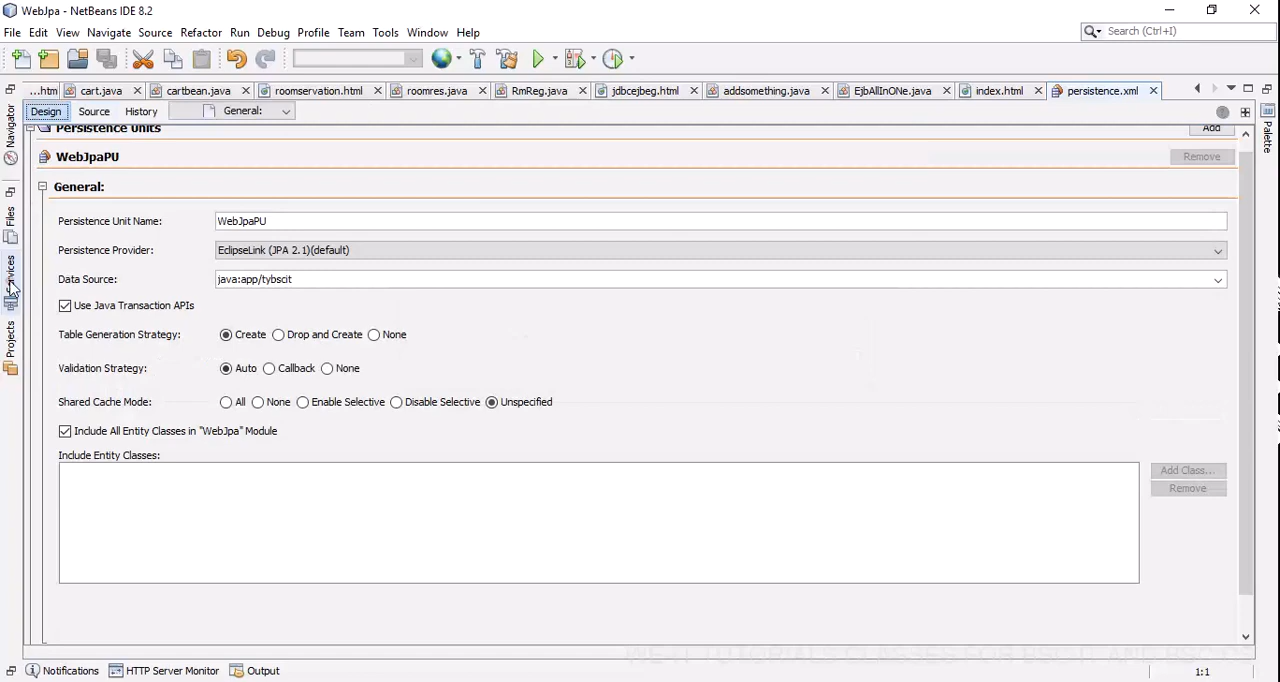 WebJpa - NetBeans IDE 8.2
File Edit View Navigate Source Refactor Run Debug Profile Team Tools Window Help
Search (Ctrl+I)
...htm cart.java cartbean.java roomservation.html roomres.java RmReg.java jdbcejbeg.html addsomething.java EjbAllInONe.java index.html persistence.xml
Design Source History General:
Navigator
Files
Services
Projects
Palette
Persistence Units Add
WebJpaPU Remove
General:
Persistence Unit Name: WebJpaPU
Persistence Provider: EclipseLink (JPA 2.1)(default)
Data Source: java:app/tybscit
Use Java Transaction APIs
Table Generation Strategy: Create Drop and Create None
Validation Strategy: Auto Callback None
Shared Cache Mode: All None Enable Selective Disable Selective Unspecified
Include All Entity Classes in "WebJpa" Module
Include Entity Classes:
Add Class...
Remove
Notifications HTTP Server Monitor Output
1:1